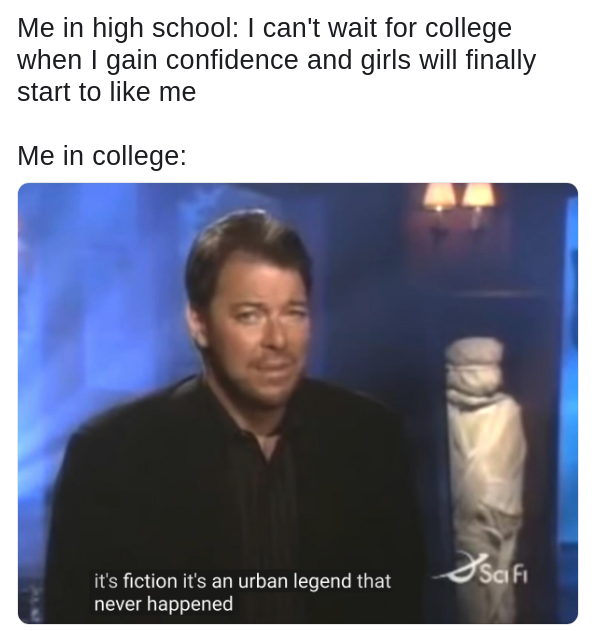 Me in high school: I can't wait for college
when I gain confidence and girls will finally
start to like me
Me in college:
it's fiction it's an urban legend that
never happened
Sci Fi